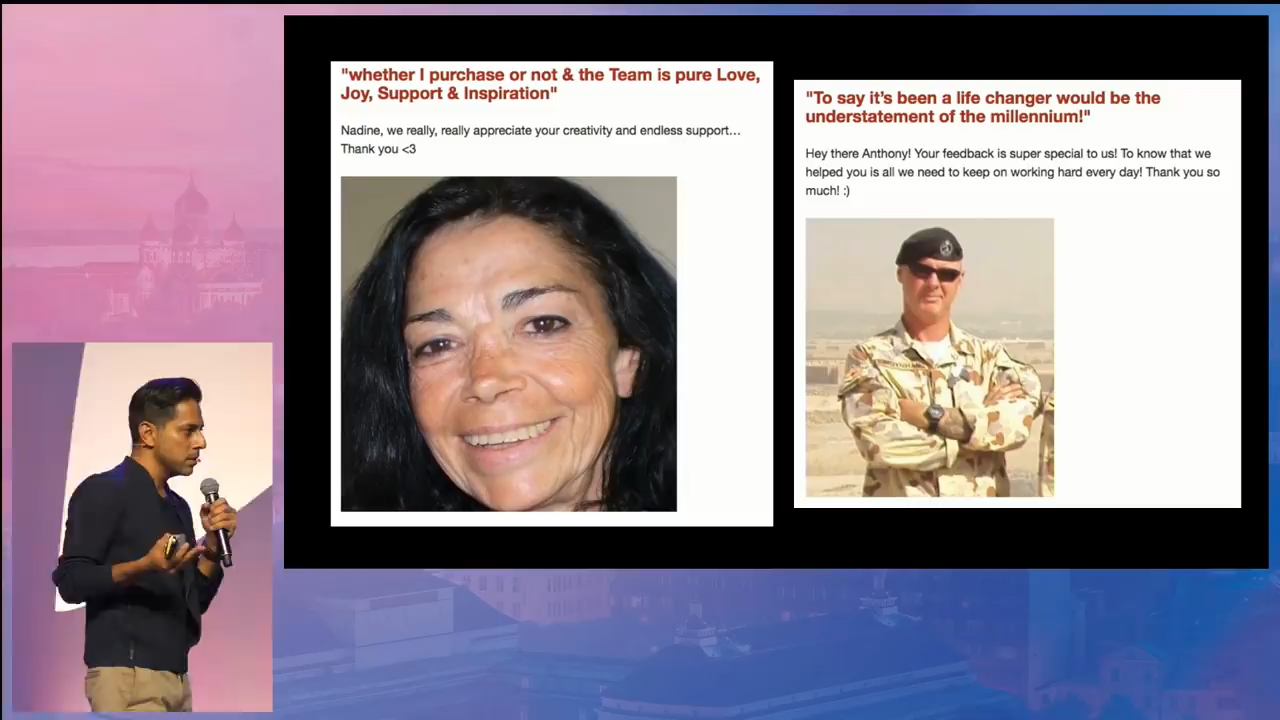 "whether I purchase or not & the Team is pure Love,
Joy, Support & Inspiration"
Nadine, we really, really appreciate your creativity and endless support…
Thank you <3
"To say it's been a life changer would be the
understatement of the millennium!"
Hey there Anthony! Your feedback is super special to us! To know that we
helped you is all we need to keep on working hard every day! Thank you so
much! :)